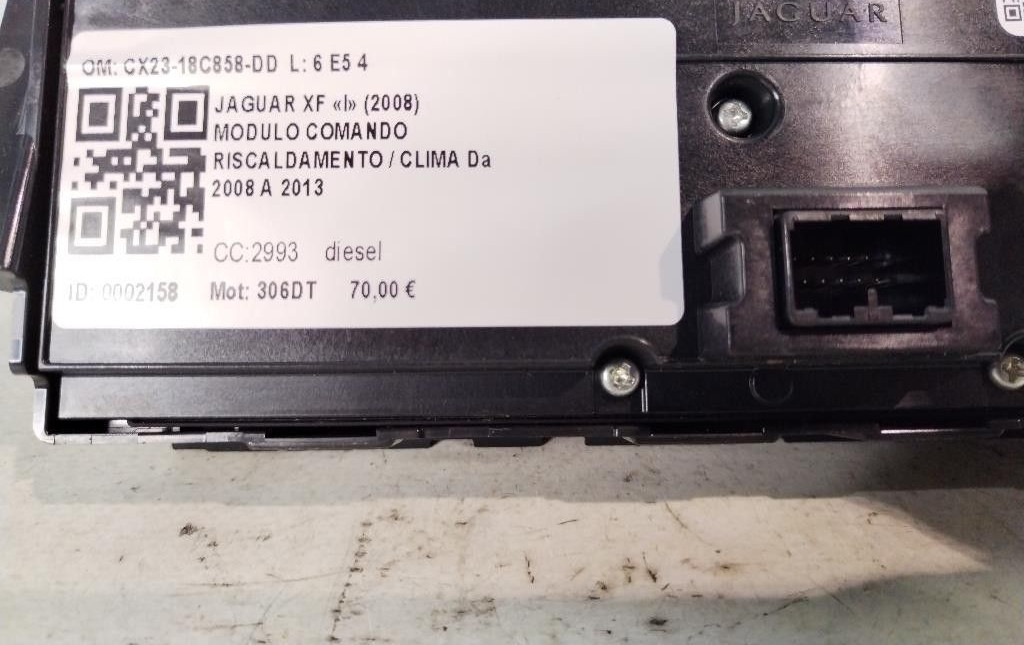 JAGUAR
OM: CX23-18C858-DD L: 6 E5 4
JAGUAR XF «I» (2008)
MODULO COMANDO
RISCALDAMENTO / CLIMA Da
2008 A 2013
CC:2993 diesel
ID: 0002158 Mot: 306DT 70,00 €